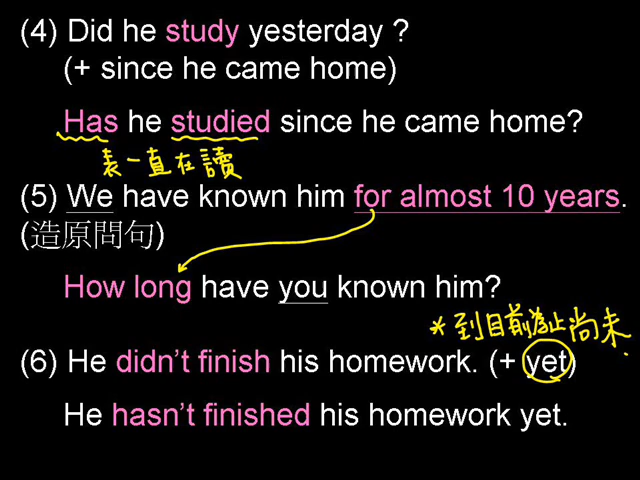 (4) Did he study yesterday ?
(+ since he came home)
Has he studied since he came home?
表一直在讀
(5) We have known him for almost 10 years.
(造原問句)
How long have you known him?
*到目前為止尚未.
(6) He didn't finish his homework. (+ yet)
He hasn't finished his homework yet.